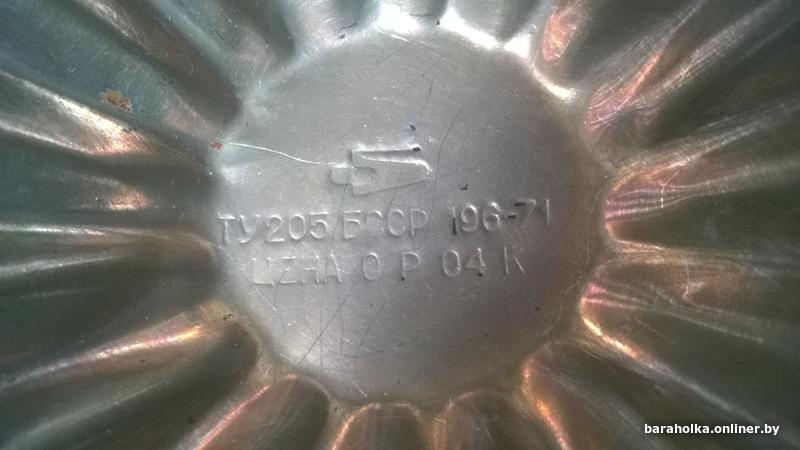 ТУ205 БССР 196-71
ЦЕНА 0 Р 04 К
baraholka.onliner.by